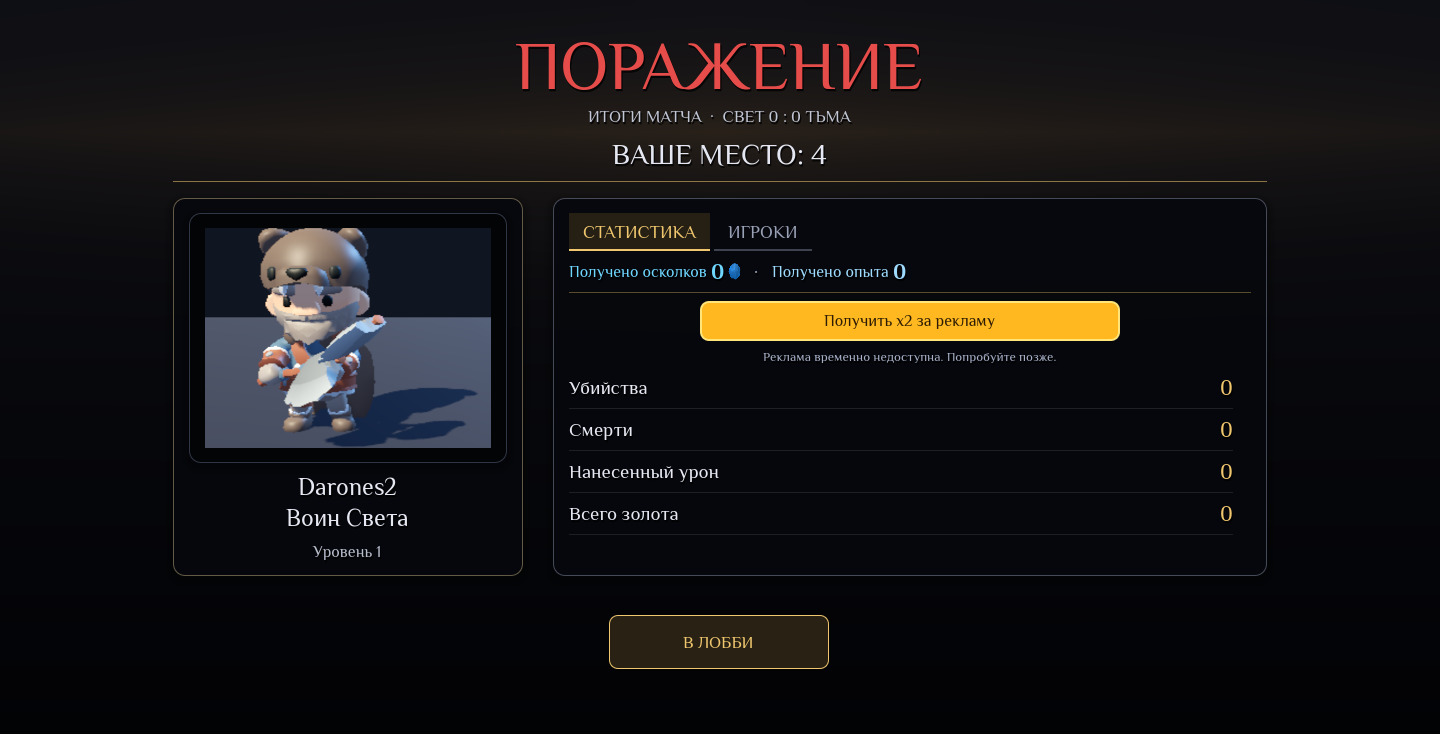 ПОРАЖЕНИЕ
ИТОГИ МАТЧА · СВЕТ 0 : 0 ТЬМА
ВАШЕ МЕСТО: 4
Darones2
Воин Света
Уровень 1
СТАТИСТИКА ИГРОКИ
Получено осколков 0 · Получено опыта 0
Получить x2 за рекламу
Реклама временно недоступна. Попробуйте позже.
Убийства 0
Смерти 0
Нанесенный урон 0
Всего золота 0
В ЛОББИ